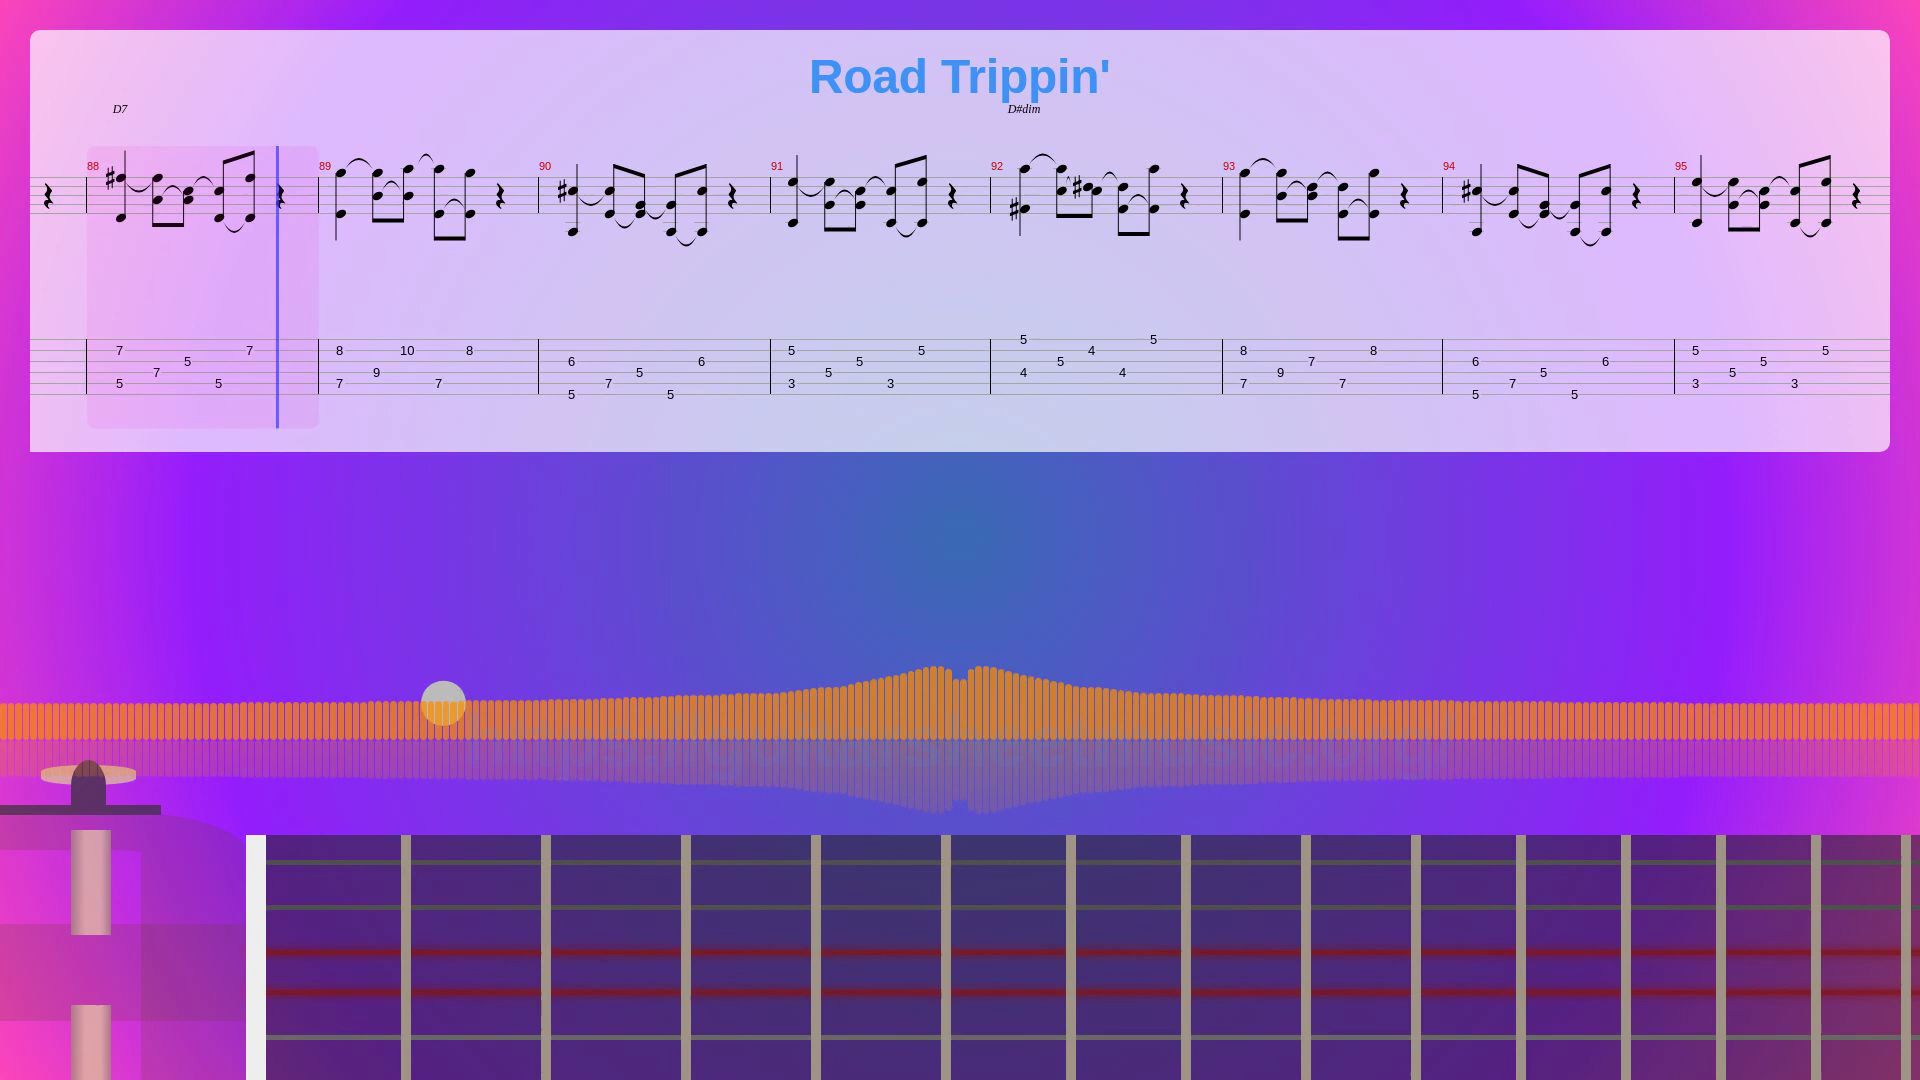 Road Trippin'
D7 D#dim
88 89 90 91 92 93 94 95
5 5
7 8 10 8 5 5 4 8 8 5 5
5 6 6 5 5 7 6 6 5
7 9 5 5 4 4 9 5 5
5 5 7 7 7 3 3 7 7 7 3 3
5 5 5 5